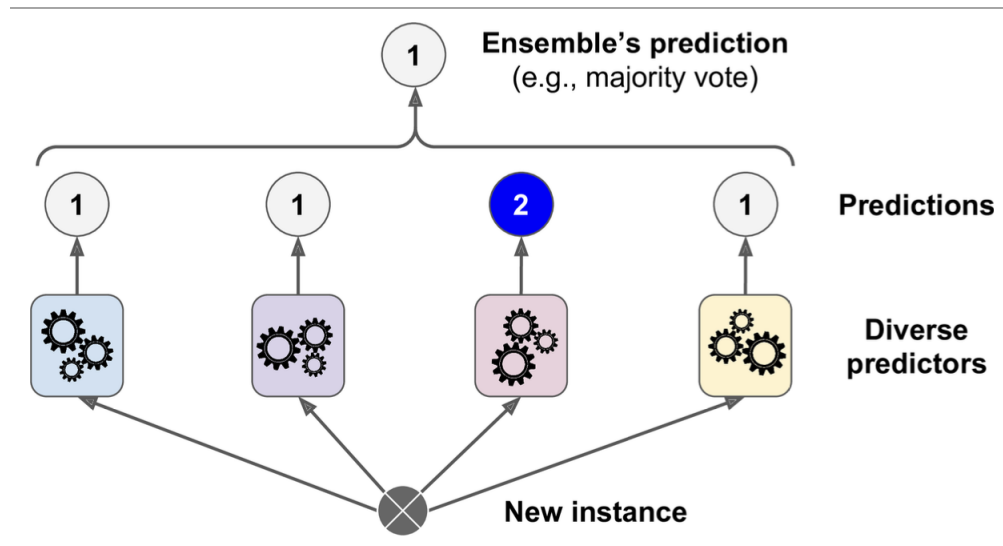 1
Ensemble's prediction
(e.g., majority vote)
1 1 2 1
Predictions
Diverse
predictors
New instance